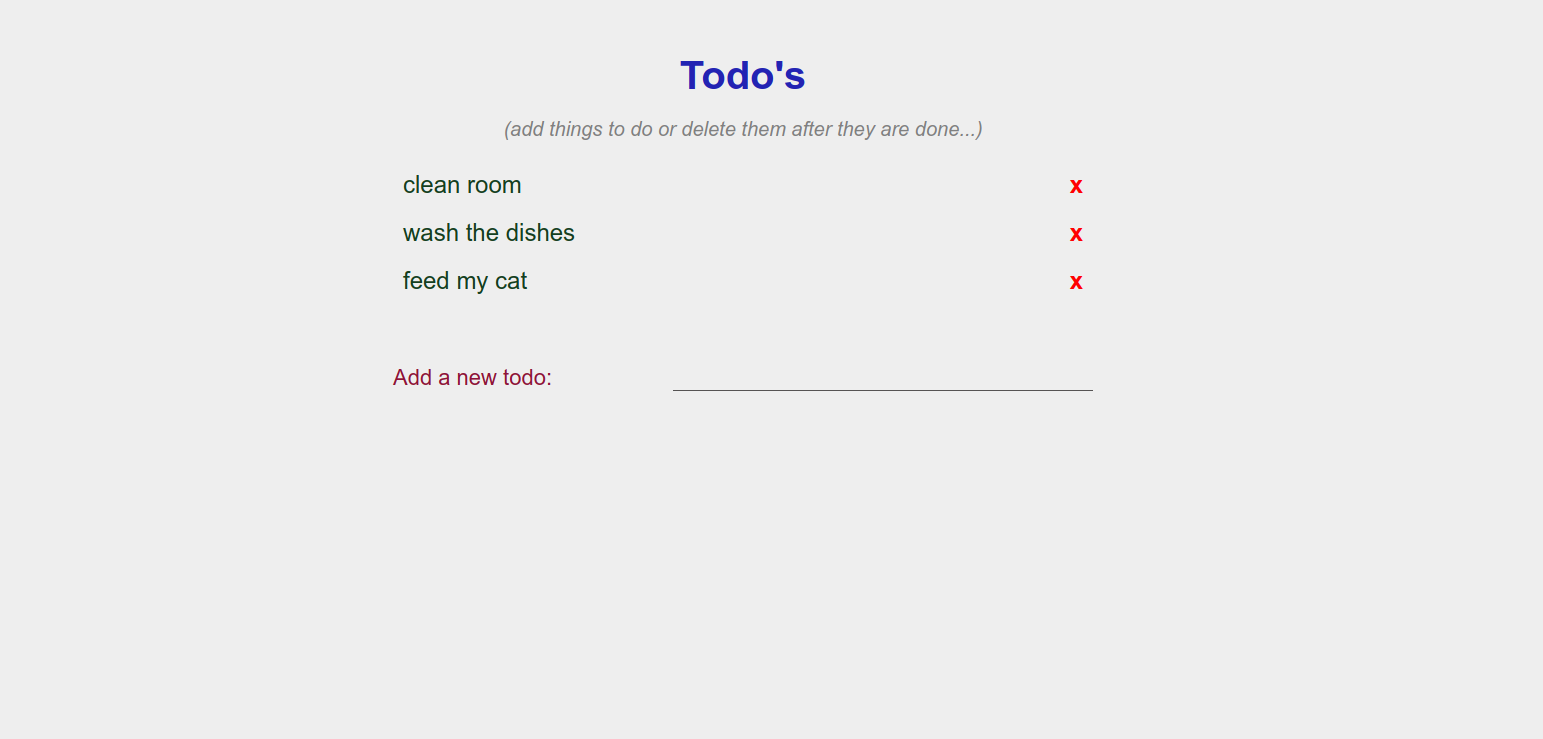 Todo's
(add things to do or delete them after they are done...)
clean room x
wash the dishes x
feed my cat x
Add a new todo: